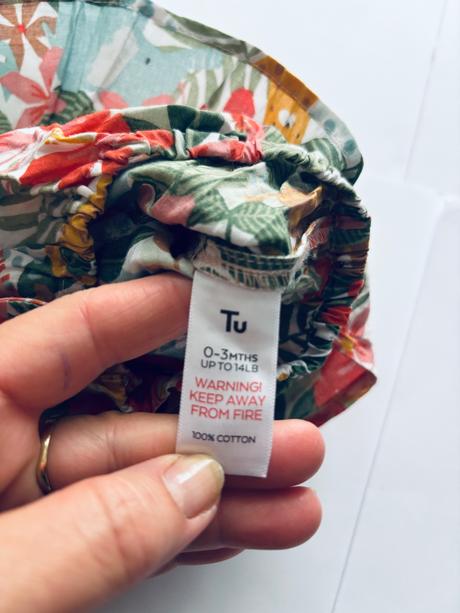 Tu
0-3MTHS
UP TO 14LB
WARNING!
KEEP AWAY
FROM FIRE
100% COTTON